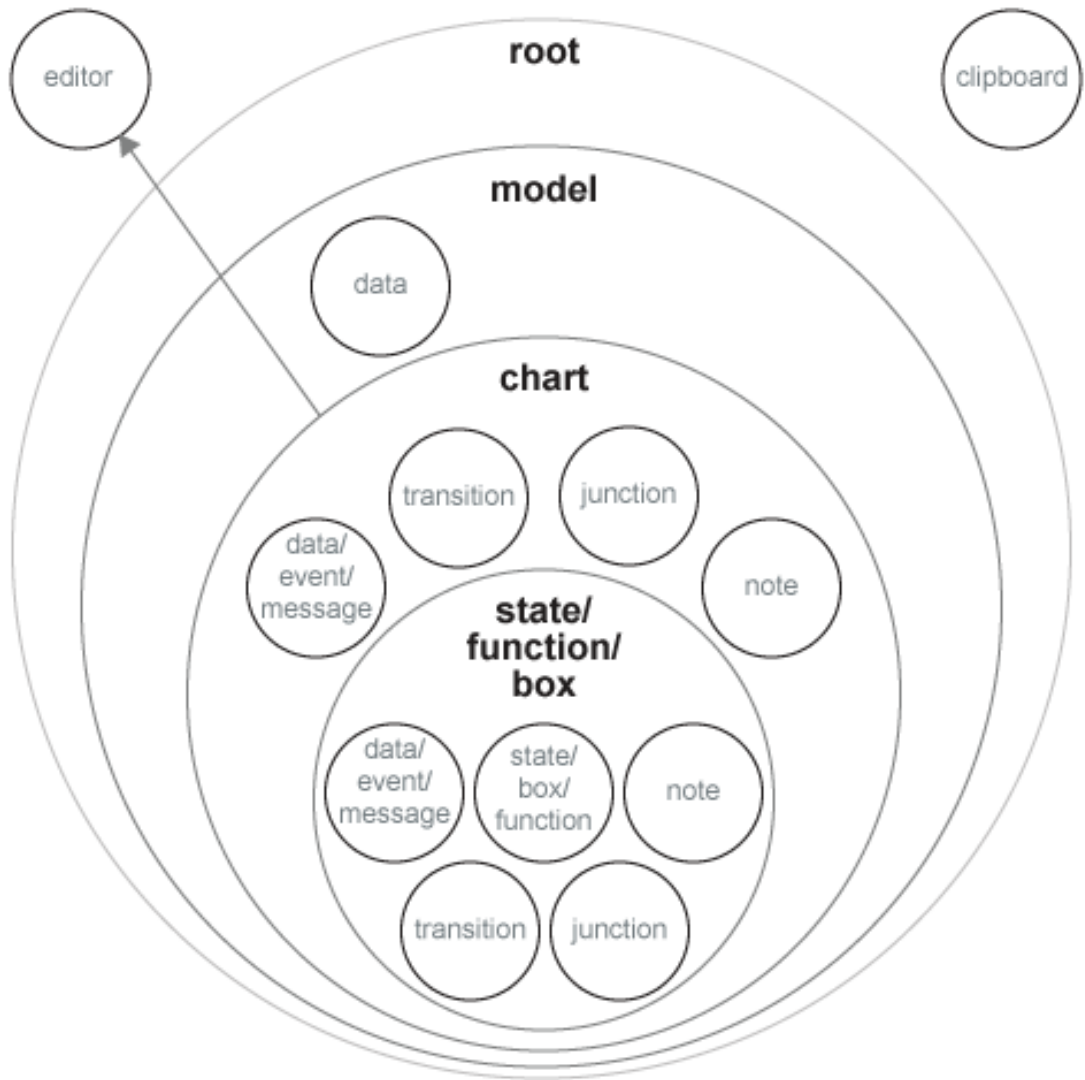 root
editor
clipboard
model
data
chart
transition
junction
data/
event/
message
note
state/
function/
box
data/
event/
message
state/
box/
function
note
transition
junction